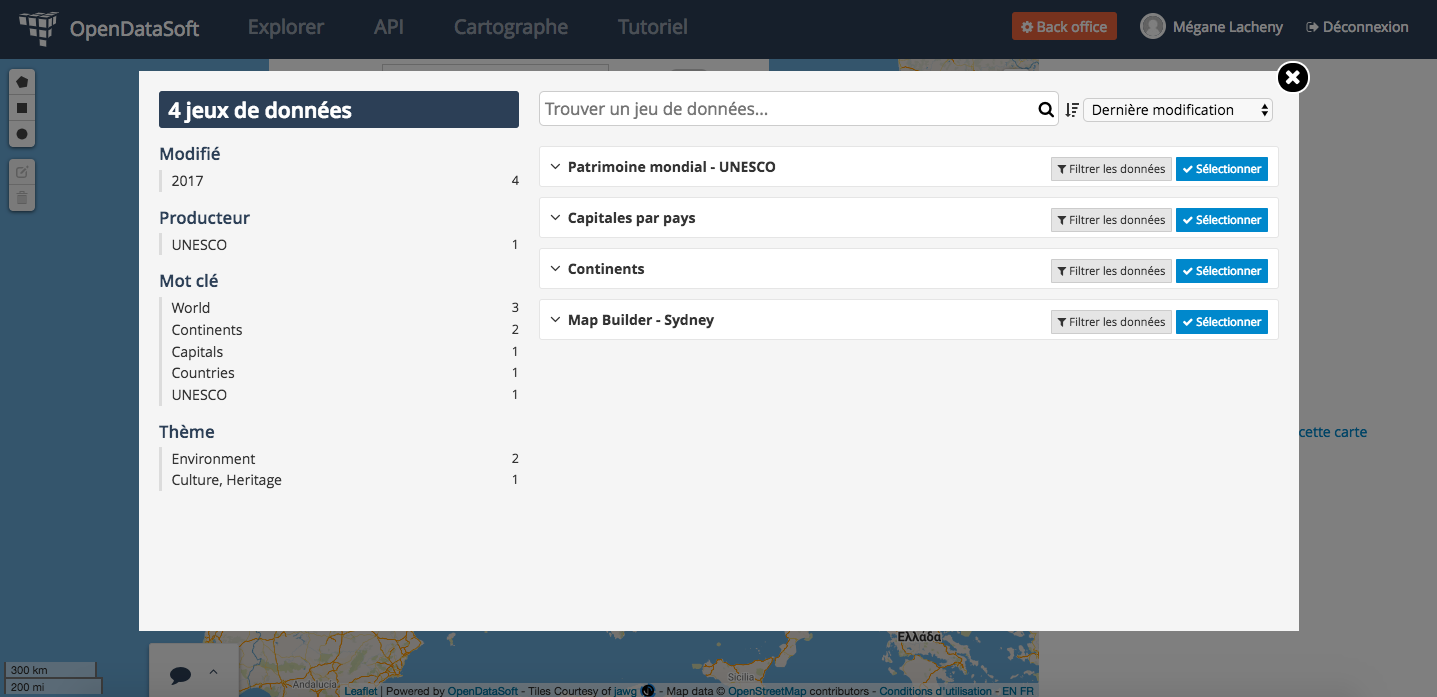 OpenDataSoft
Explorer
API
Cartographe
Tutoriel
Back office
Mégane Lacheny
Déconnexion
4 jeux de données
Modifié
2017 4
Producteur
UNESCO 1
Mot clé
World 3
Continents 2
Capitals 1
Countries 1
UNESCO 1
Thème
Environment 2
Culture, Heritage 1
Trouver un jeu de données...
Dernière modification
Patrimoine mondial - UNESCO
Filtrer les données
Sélectionner
Capitales par pays
Filtrer les données
Sélectionner
Continents
Filtrer les données
Sélectionner
Map Builder - Sydney
Filtrer les données
Sélectionner
cette carte
Ελλάδα
300 km
200 mi
Andalucía
Sicilia
Leaflet | Powered by OpenDataSoft - Tiles Courtesy of jawg - Map data © OpenStreetMap contributors - Conditions d'utilisation - EN FR